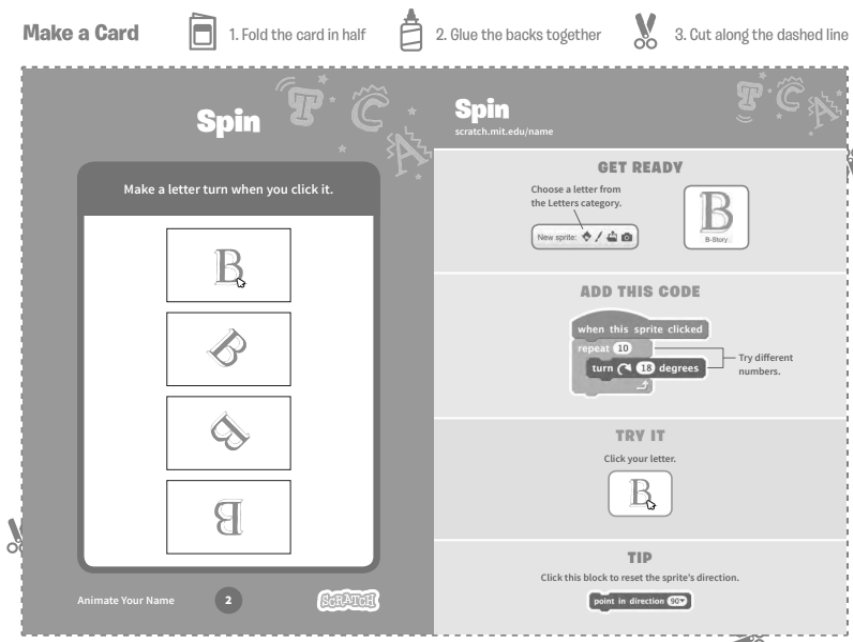 Make a Card
1. Fold the card in half
2. Glue the backs together
3. Cut along the dashed line
T C A
Spin
Make a letter turn when you click it.
B
B
B
B
Animate Your Name
2
SCRATCH
Spin
scratch.mit.edu/name
T C A
GET READY
Choose a letter from
the Letters category.
New sprite:
B
B-Story
ADD THIS CODE
when this sprite clicked
repeat 10
turn 18 degrees
Try different
numbers.
TRY IT
Click your letter.
B
TIP
Click this block to reset the sprite's direction.
point in direction 90